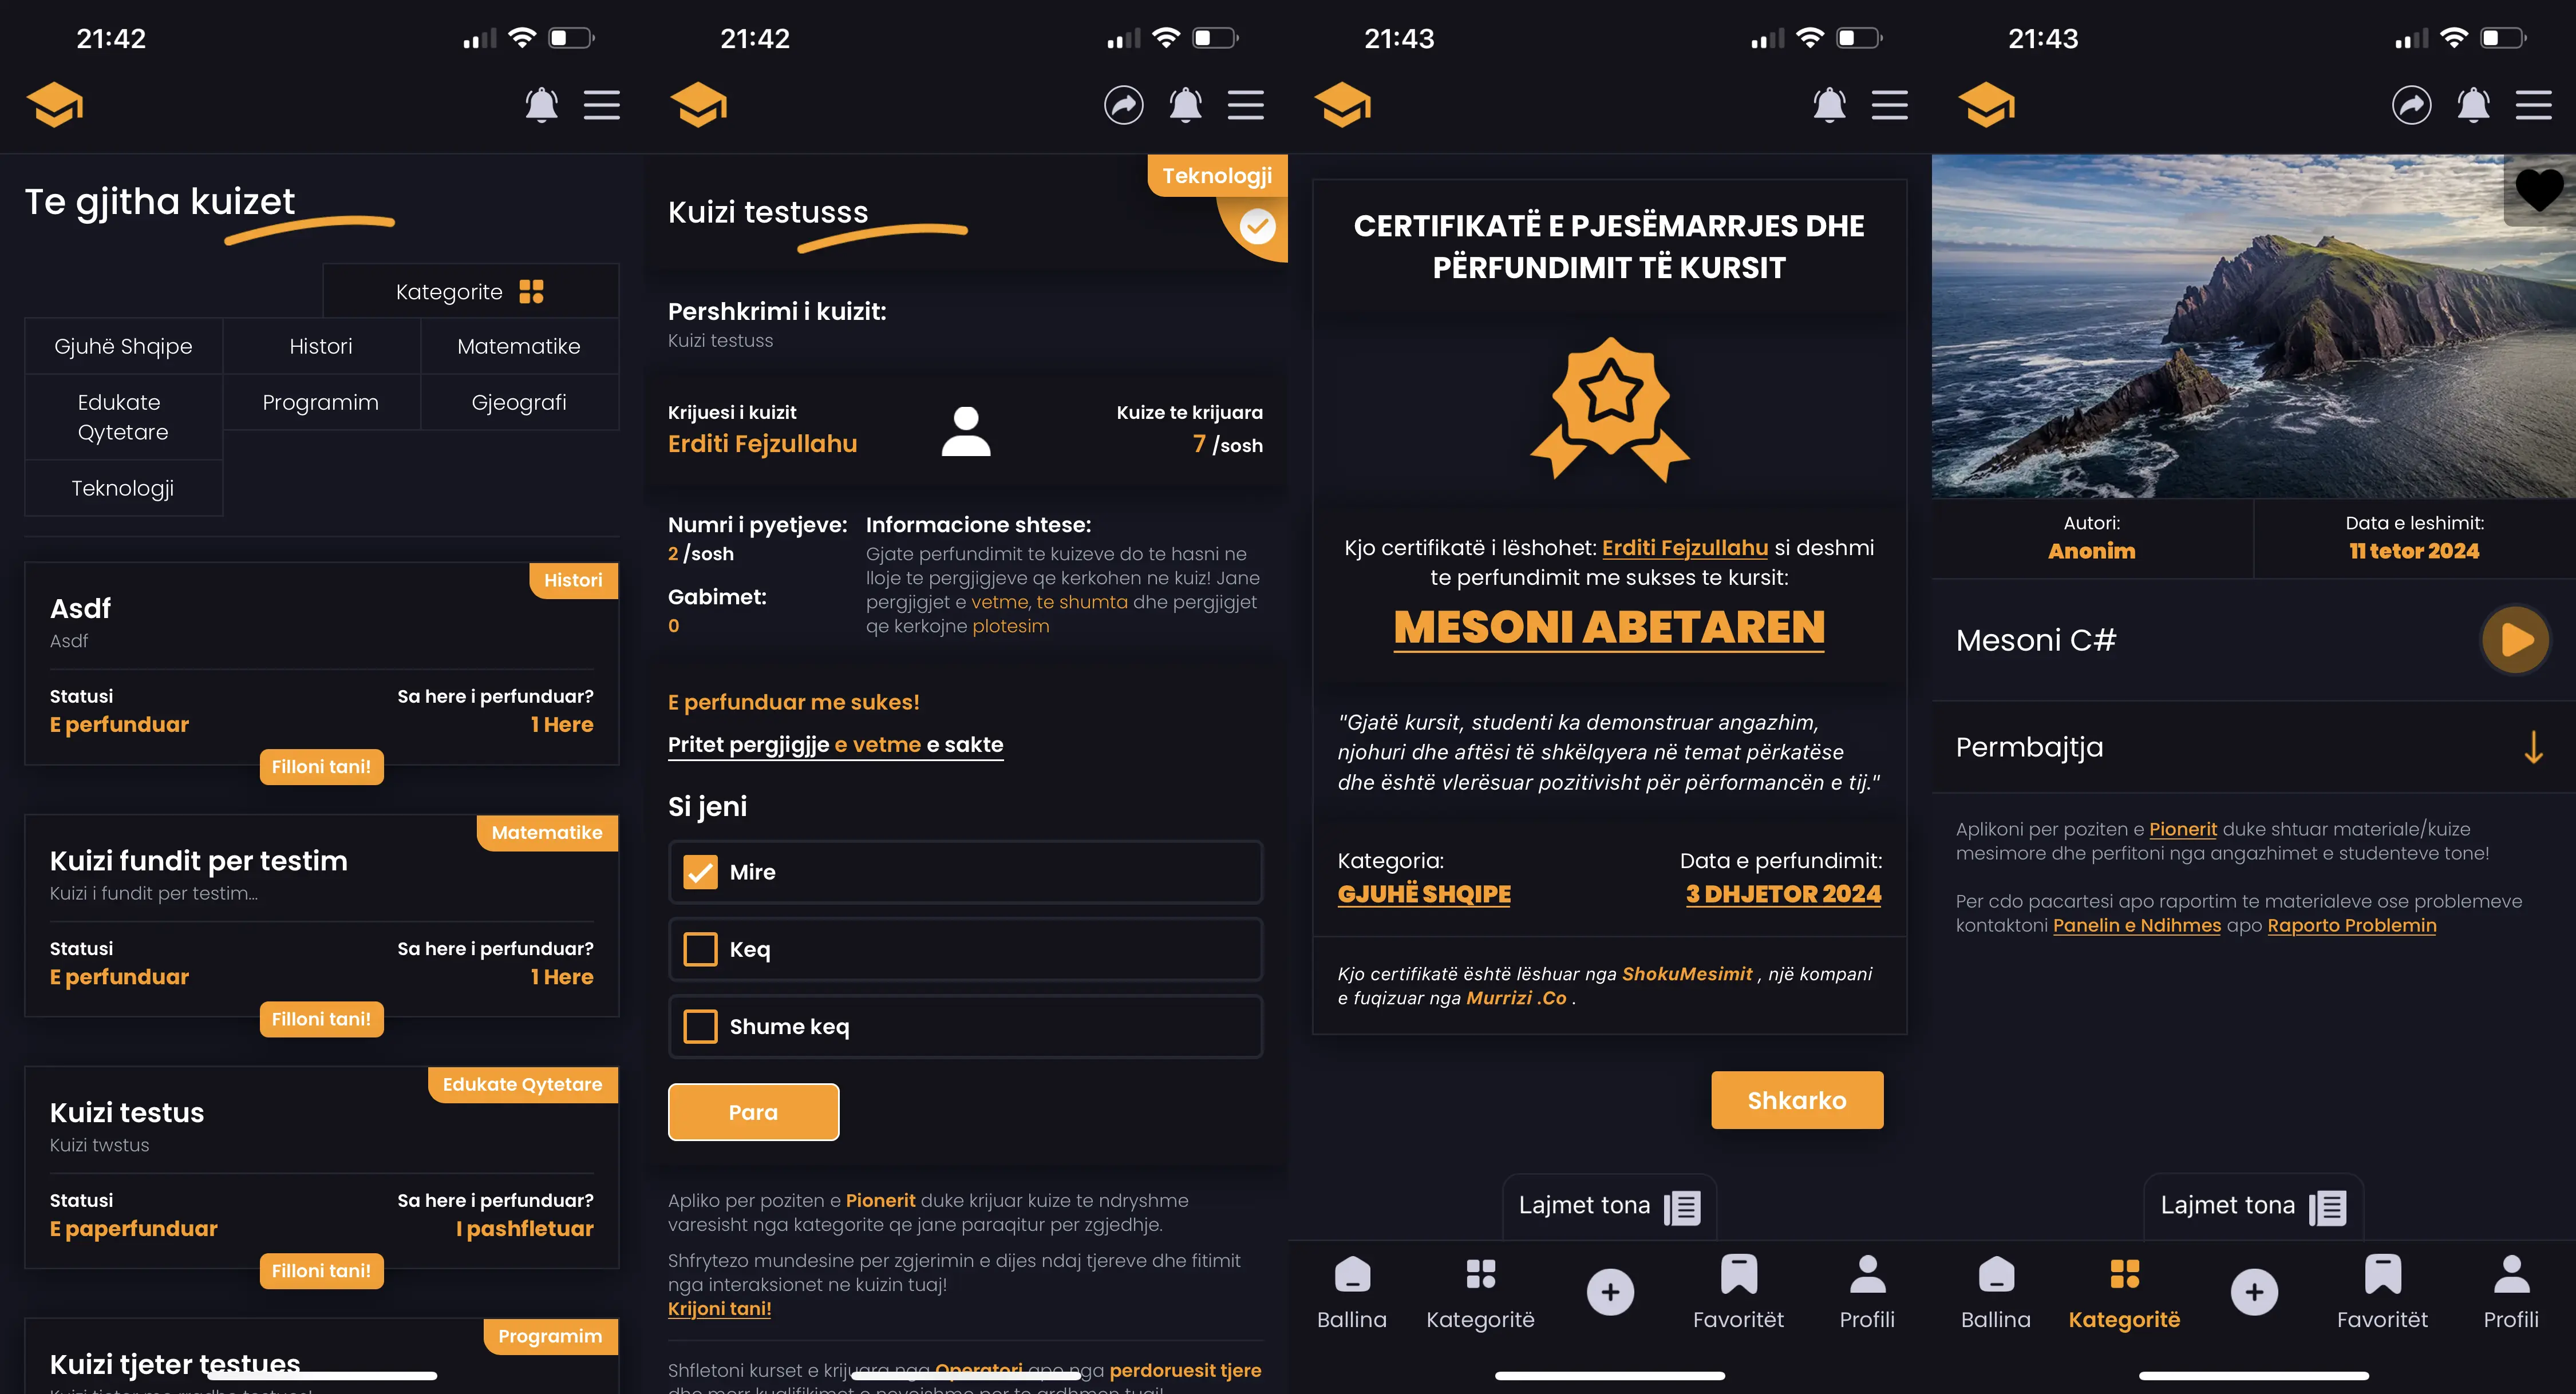 21:42
Te gjitha kuizet
Kategorite
Gjuhë Shqipe
Histori
Matematike
Edukate
Qytetare
Programim
Gjeografi
Teknologji
Histori
Asdf
Asdf
Statusi
Sa here i perfunduar?
E perfunduar
1 Here
Filloni tani!
Matematike
Kuizi fundit per testim
Kuizi i fundit per testim...
Statusi
Sa here i perfunduar?
E perfunduar
1 Here
Filloni tani!
Edukate Qytetare
Kuizi testus
Kuizi twstus
Statusi
Sa here i perfunduar?
E paperfunduar
I pashfletuar
Filloni tani!
Programim
Kuizi tjeter testues
21:42
Teknologji
Kuizi testusss
Pershkrimi i kuizit:
Kuizi testuss
Krijuesi i kuizit
Erditi Fejzullahu
Kuize te krijuara
7 /sosh
Numri i pyetjeve:
2 /sosh
Gabimet:
0
Informacione shtese:
Gjate perfundimit te kuizeve do te hasni ne
lloje te pergjigjeve qe kerkohen ne kuiz! Jane
pergjigjet e vetme, te shumta dhe pergjigjet
qe kerkojne plotesim
E perfunduar me sukes!
Pritet pergjigjje e vetme e sakte
Si jeni
Mire
Keq
Shume keq
Para
Apliko per poziten e Pionerit duke krijuar kuize te ndryshme
varesisht nga kategorite qe jane paraqitur per zgjedhje.
Shfrytezo mundesine per zgjerimin e dijes ndaj tjereve dhe fitimit
nga interaksionet ne kuizin tuaj!
Krijoni tani!
Shfletoni kurset e krijuara nga Operatori apo nga perdoruesit tjere
21:43
CERTIFIKATË E PJESËMARRJES DHE
PËRFUNDIMIT TË KURSIT
Kjo certifikatë i lëshohet: Erditi Fejzullahu si deshmi
te perfundimit me sukses te kursit:
MESONI ABETAREN
"Gjatë kursit, studenti ka demonstruar angazhim,
njohuri dhe aftësi të shkëlqyera në temat përkatëse
dhe është vlerësuar pozitivisht për përformancën e tij."
Kategoria:
GJUHË SHQIPE
Data e perfundimit:
3 DHJETOR 2024
Kjo certifikatë është lëshuar nga ShokuMesimit , një kompani
e fuqizuar nga Murrizi .Co .
Shkarko
Lajmet tona
Ballina
Kategoritë
Favoritët
Profili
21:43
Autori:
Anonim
Data e leshimit:
11 tetor 2024
Mesoni C#
Permbajtja
Aplikoni per poziten e Pionerit duke shtuar materiale/kuize
mesimore dhe perfitoni nga angazhimet e studenteve tone!
Per cdo pacartesi apo raportim te materialeve ose problemeve
kontaktoni Panelin e Ndihmes apo Raporto Problemin
Lajmet tona
Ballina
Kategoritë
Favoritët
Profili